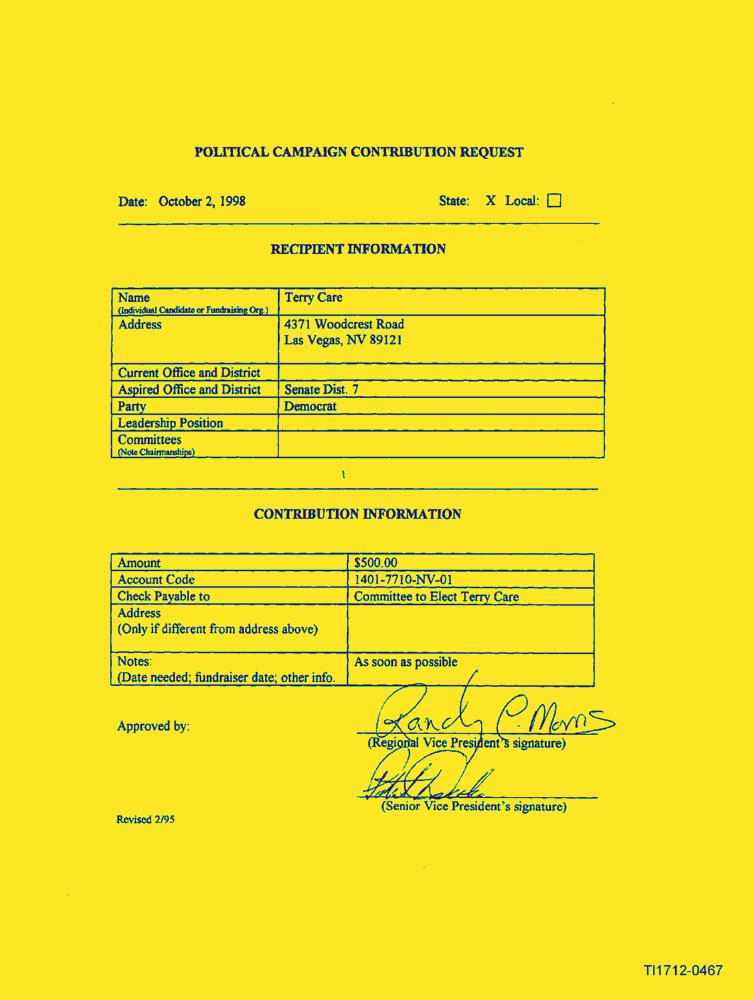 POLITICAL CAMPAIGN CONTRIBUTION REQUEST
Date: October 2, 1998 State: X Local: ☐
RECIPIENT INFORMATION
Name Terry Care
(Individual Candidate or Fundraising Org.)
Address 4371 Woodcrest Road
Las Vegas, NV 89121
Current Office and District
Aspired Office and District Senate Dist. 7
Party Democrat
Leadership Position
Committees
(Note Chairmanships)
CONTRIBUTION INFORMATION
Amount $500.00
Account Code 1401-7710-NV-01
Check Payable to Committee to Elect Terry Care
Address
(Only if different from address above)
Notes: As soon as possible
(Date needed; fundraiser date; other info.
Approved by: Randy C. Morris
(Regional Vice President's signature)
(Senior Vice President's signature)
Revised 2/95
TI1712-0467